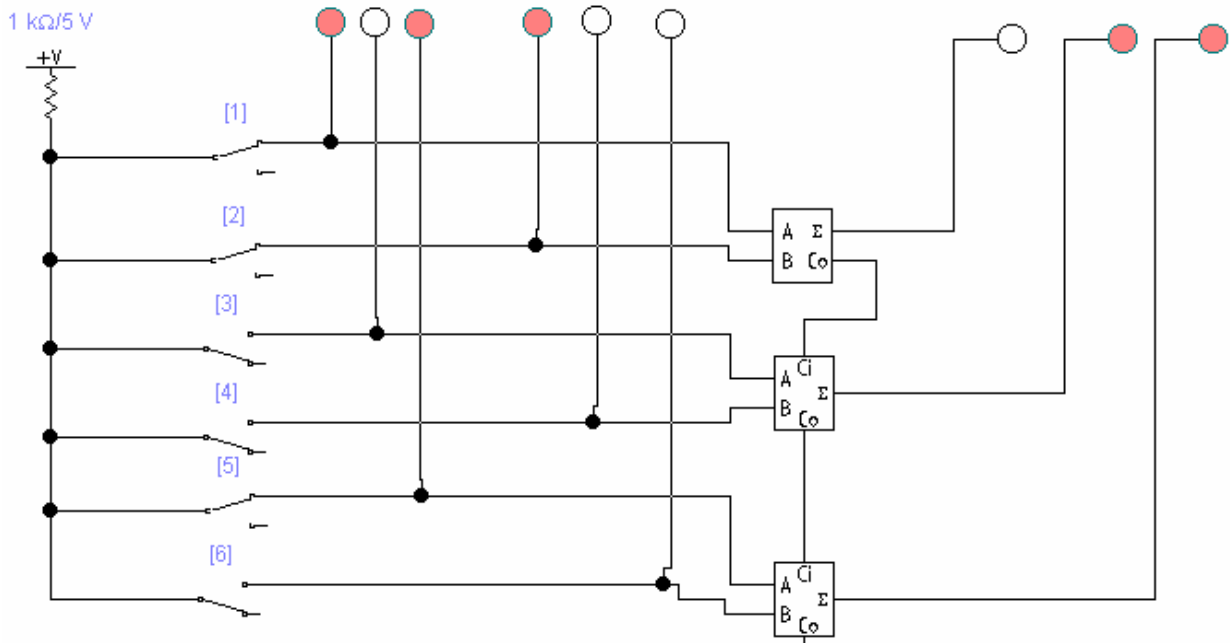 1 kΩ/5 V
+V
[1]
[2]
A Σ
B Co
[3]
Ci
A Σ
B
Co
[4]
[5]
[6]
Ci
A Σ
B
Co